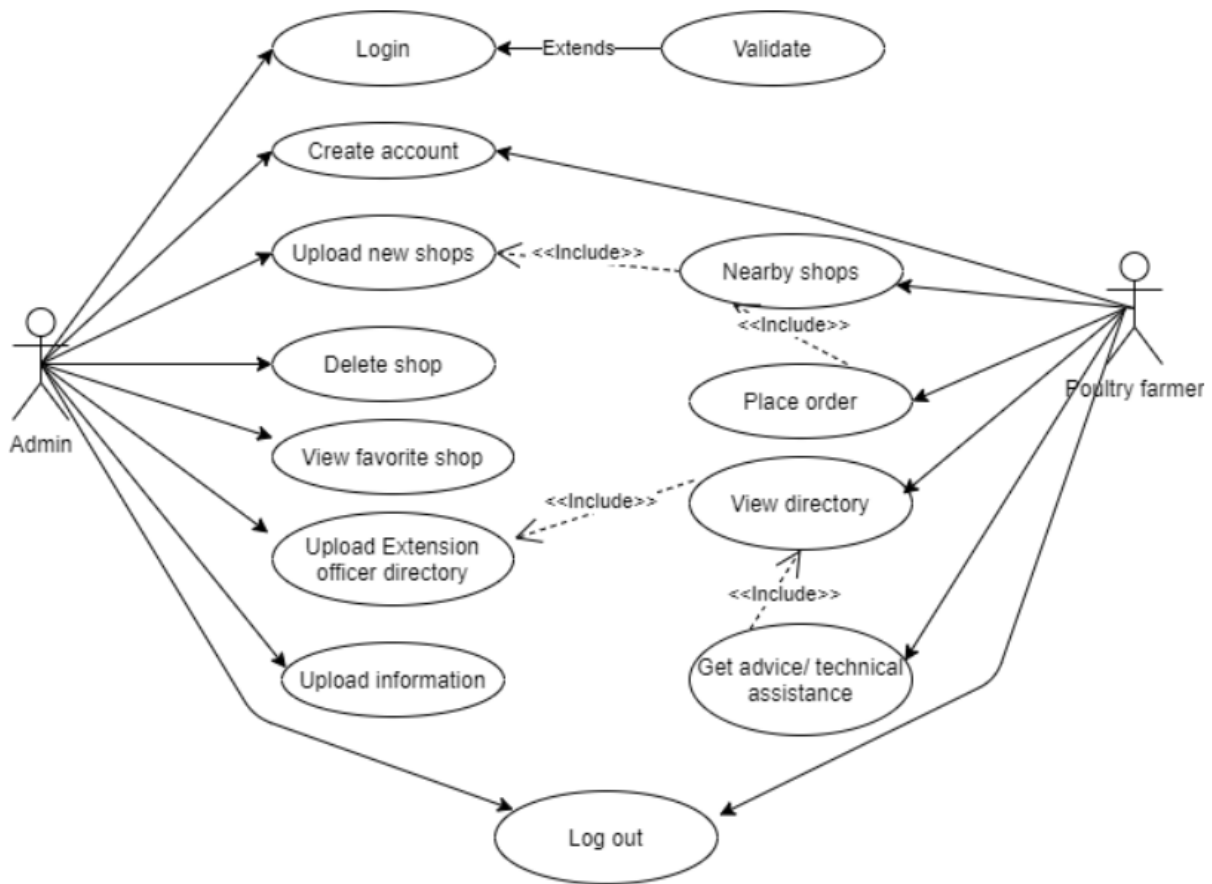 Login
Extends
Validate
Create account
Upload new shops
<<Include>>
Nearby shops
<<Include>>
Delete shop
Place order
Poultry farmer
Admin
View favorite shop
<<Include>>
View directory
Upload Extension
officer directory
<<Include>>
Upload information
Get advice/ technical
assistance
Log out